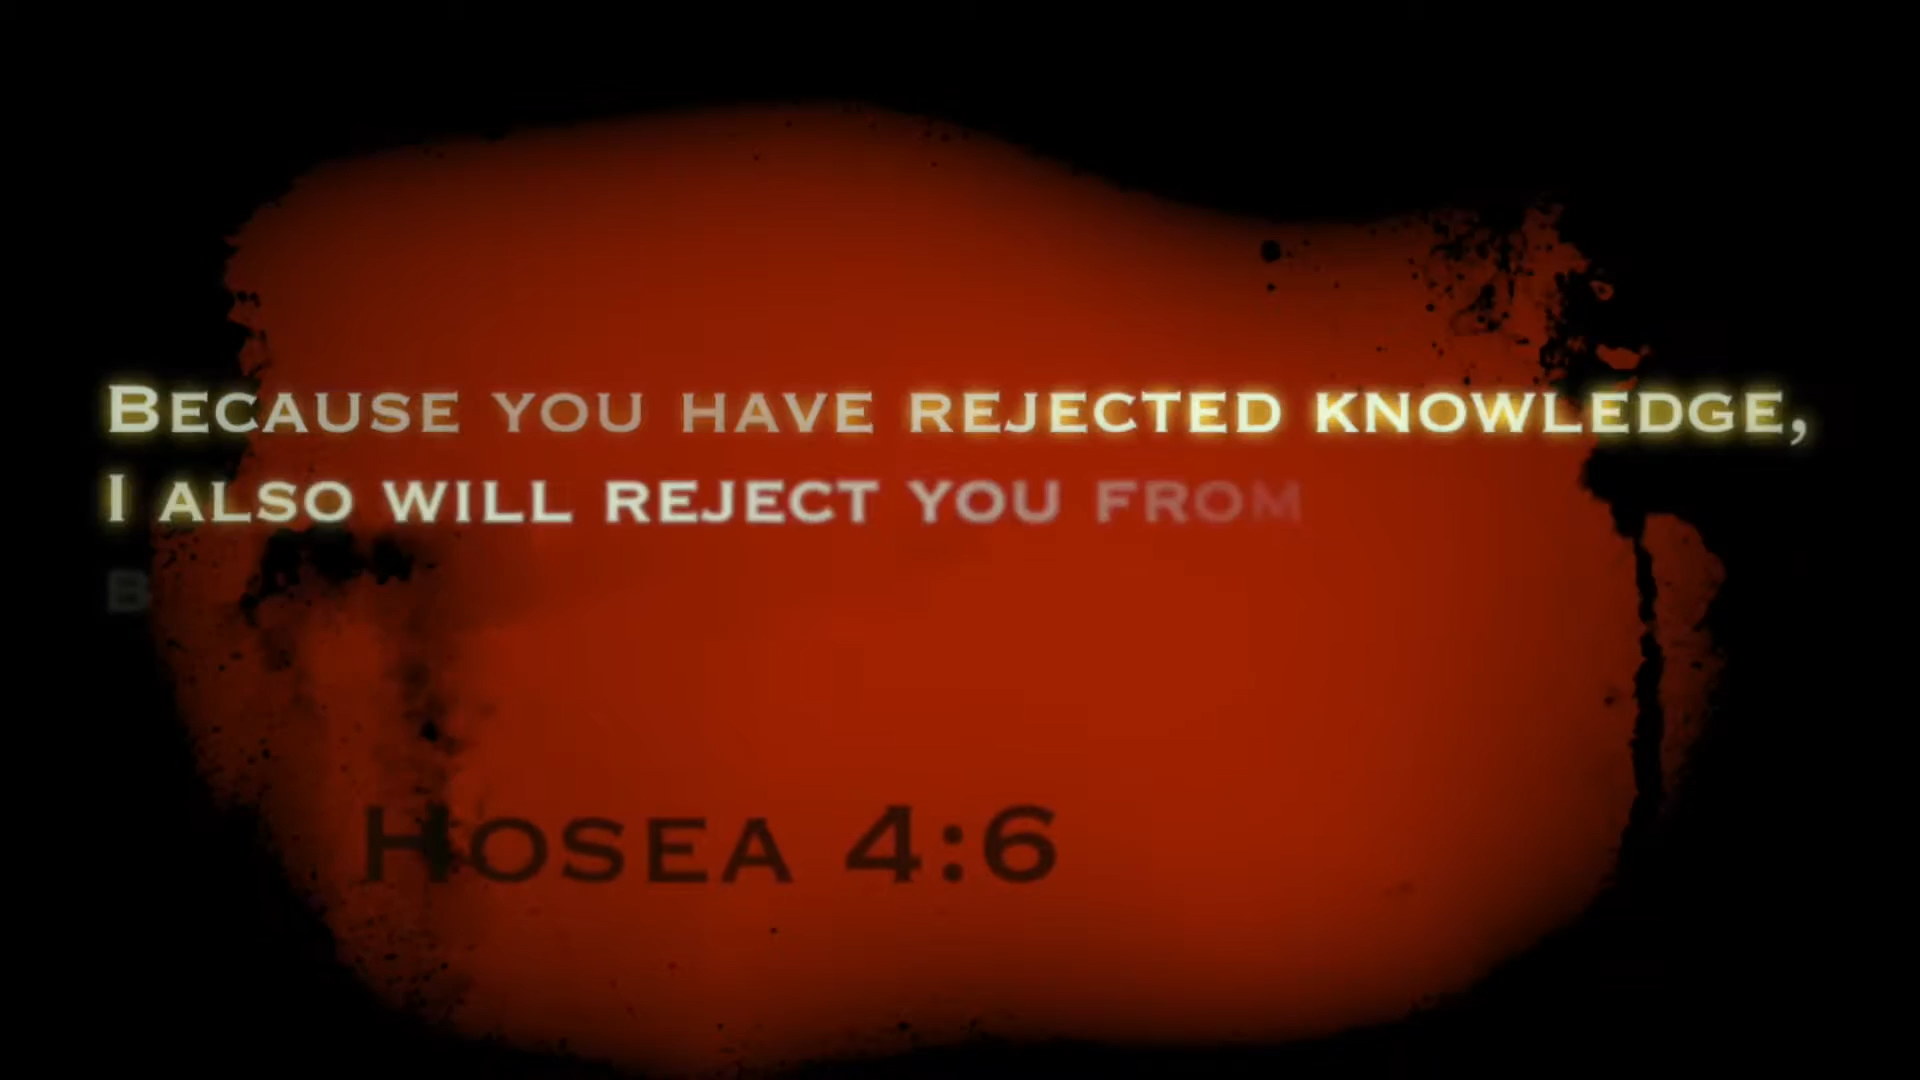 Because you have rejected knowledge,
I also will reject you from
B
Hosea 4:6